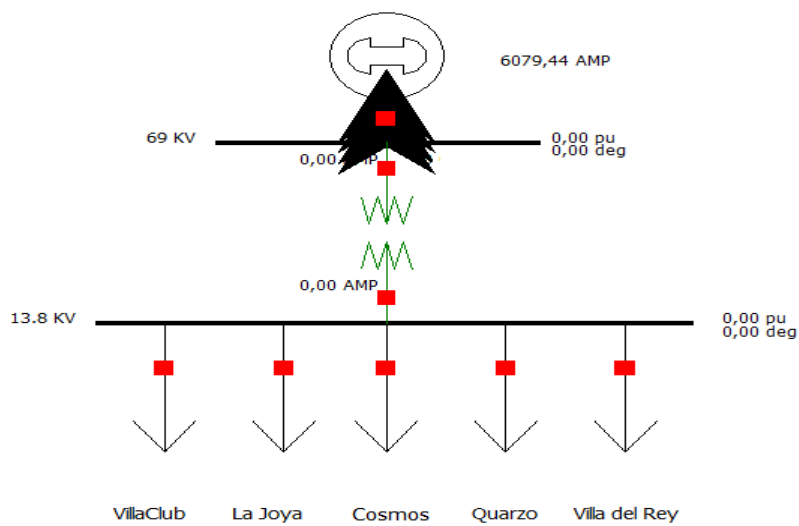 6079,44 AMP
69 KV
0,00 pu
0,00 deg
0,00 AMP
0,00 AMP
13.8 KV
0,00 pu
0,00 deg
VillaClub La Joya Cosmos Quarzo Villa del Rey